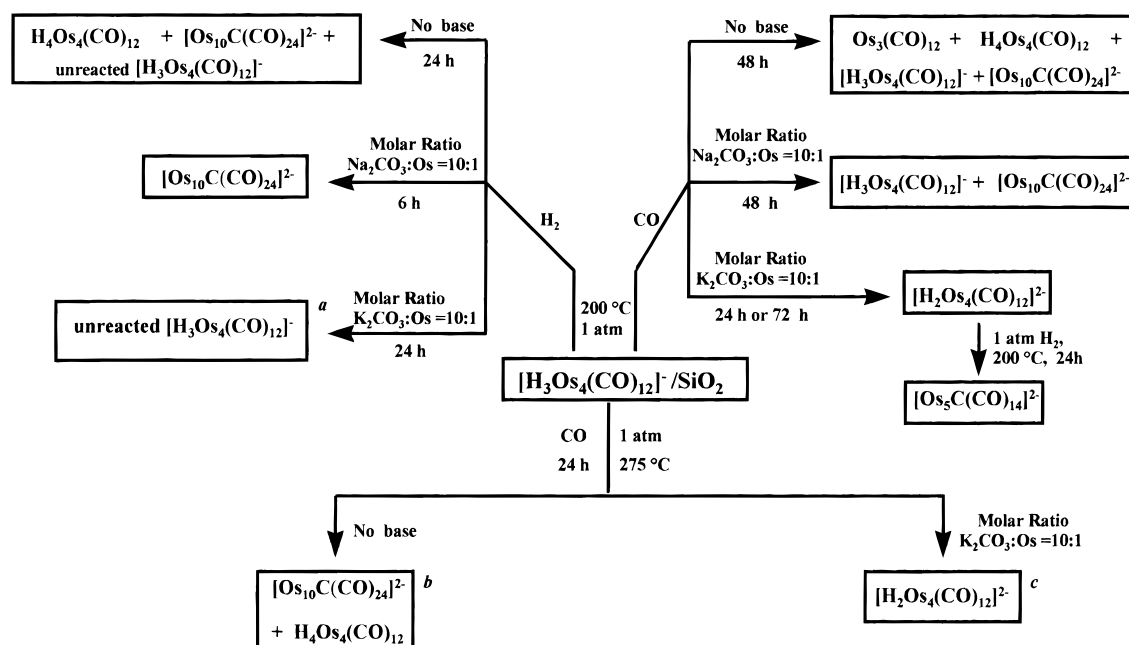 H₄Os₄(CO)₁₂ + [Os₁₀C(CO)₂₄]²⁻ +
unreacted [H₃Os₄(CO)₁₂]⁻
No base
24 h
No base
48 h
Os₃(CO)₁₂ + H₄Os₄(CO)₁₂ +
[H₃Os₄(CO)₁₂]⁻ + [Os₁₀C(CO)₂₄]²⁻
[Os₁₀C(CO)₂₄]²⁻
Molar Ratio
Na₂CO₃:Os =10:1
6 h
Molar Ratio
Na₂CO₃:Os =10:1
48 h
[H₃Os₄(CO)₁₂]⁻ + [Os₁₀C(CO)₂₄]²⁻
H₂
CO
unreacted [H₃Os₄(CO)₁₂]⁻ a
Molar Ratio
K₂CO₃:Os =10:1
24 h
200 °C
1 atm
Molar Ratio
K₂CO₃:Os =10:1
24 h or 72 h
[H₂Os₄(CO)₁₂]²⁻
1 atm H₂,
200 °C, 24h
[Os₅C(CO)₁₄]²⁻
[H₃Os₄(CO)₁₂]⁻ /SiO₂
CO 1 atm
24 h 275 °C
No base
[Os₁₀C(CO)₂₄]²⁻ b
+ H₄Os₄(CO)₁₂
Molar Ratio
K₂CO₃:Os =10:1
[H₂Os₄(CO)₁₂]²⁻ c